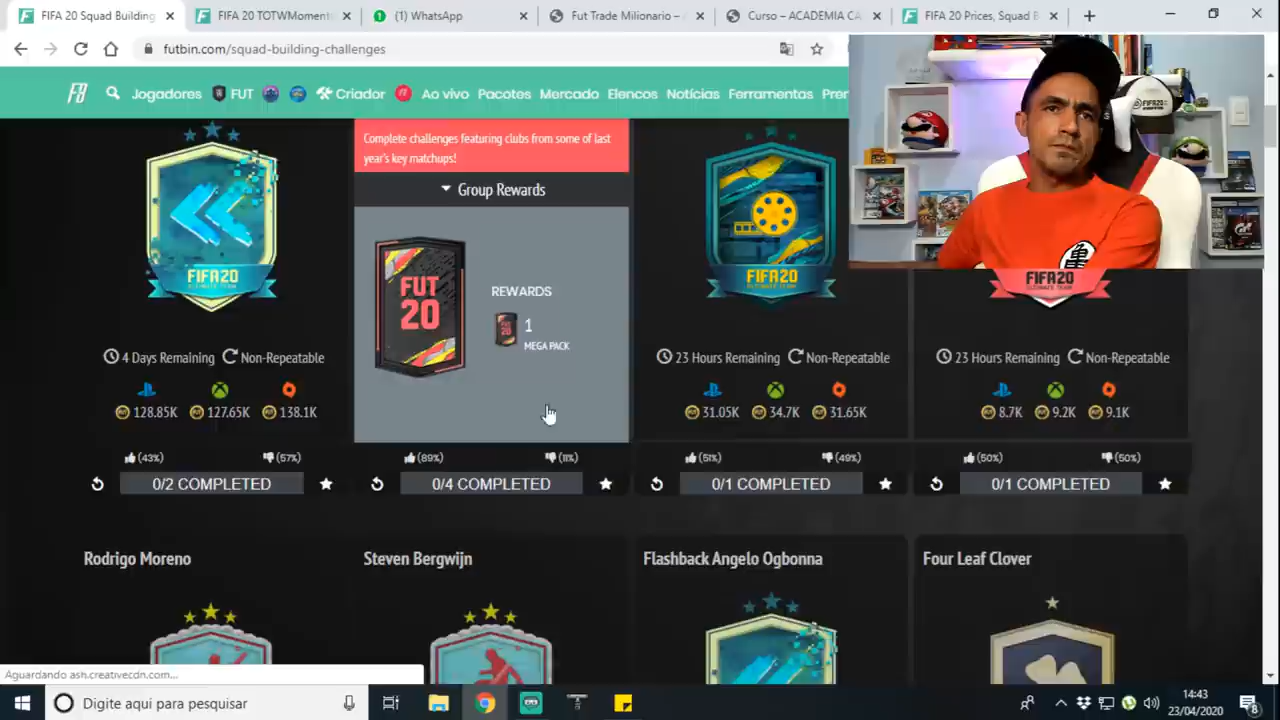 FIFA 20 Squad Building
FIFA 20 TOTWMoment
(1) WhatsApp
Fut Trade Milionario –
Curso – ACADEMIA CA
FIFA 20 Prices, Squad B
futbin.com/squad-building-challenges
FB
Jogadores
FUT
Criador
Ao vivo
Pacotes
Mercado
Elencos
Notícias
Ferramentas
Complete challenges featuring clubs from some of last
year's key matchups!
Group Rewards
FIFA20
FUT
20
REWARDS
1
MEGA PACK
FIFA20
FIFA20
ULTIMATE TEAM
4 Days Remaining
Non-Repeatable
23 Hours Remaining
Non-Repeatable
23 Hours Remaining
Non-Repeatable
128.85K
127.65K
138.1K
31.05K
34.7K
31.65K
8.7K
9.2K
9.1K
(43%)
(57%)
(89%)
(11%)
(51%)
(49%)
(50%)
(50%)
0/2 COMPLETED
0/4 COMPLETED
0/1 COMPLETED
0/1 COMPLETED
Rodrigo Moreno
Steven Bergwijn
Flashback Angelo Ogbonna
Four Leaf Clover
Aguardando ash.creativecdn.com...
Digite aqui para pesquisar
14:43
23/04/2020